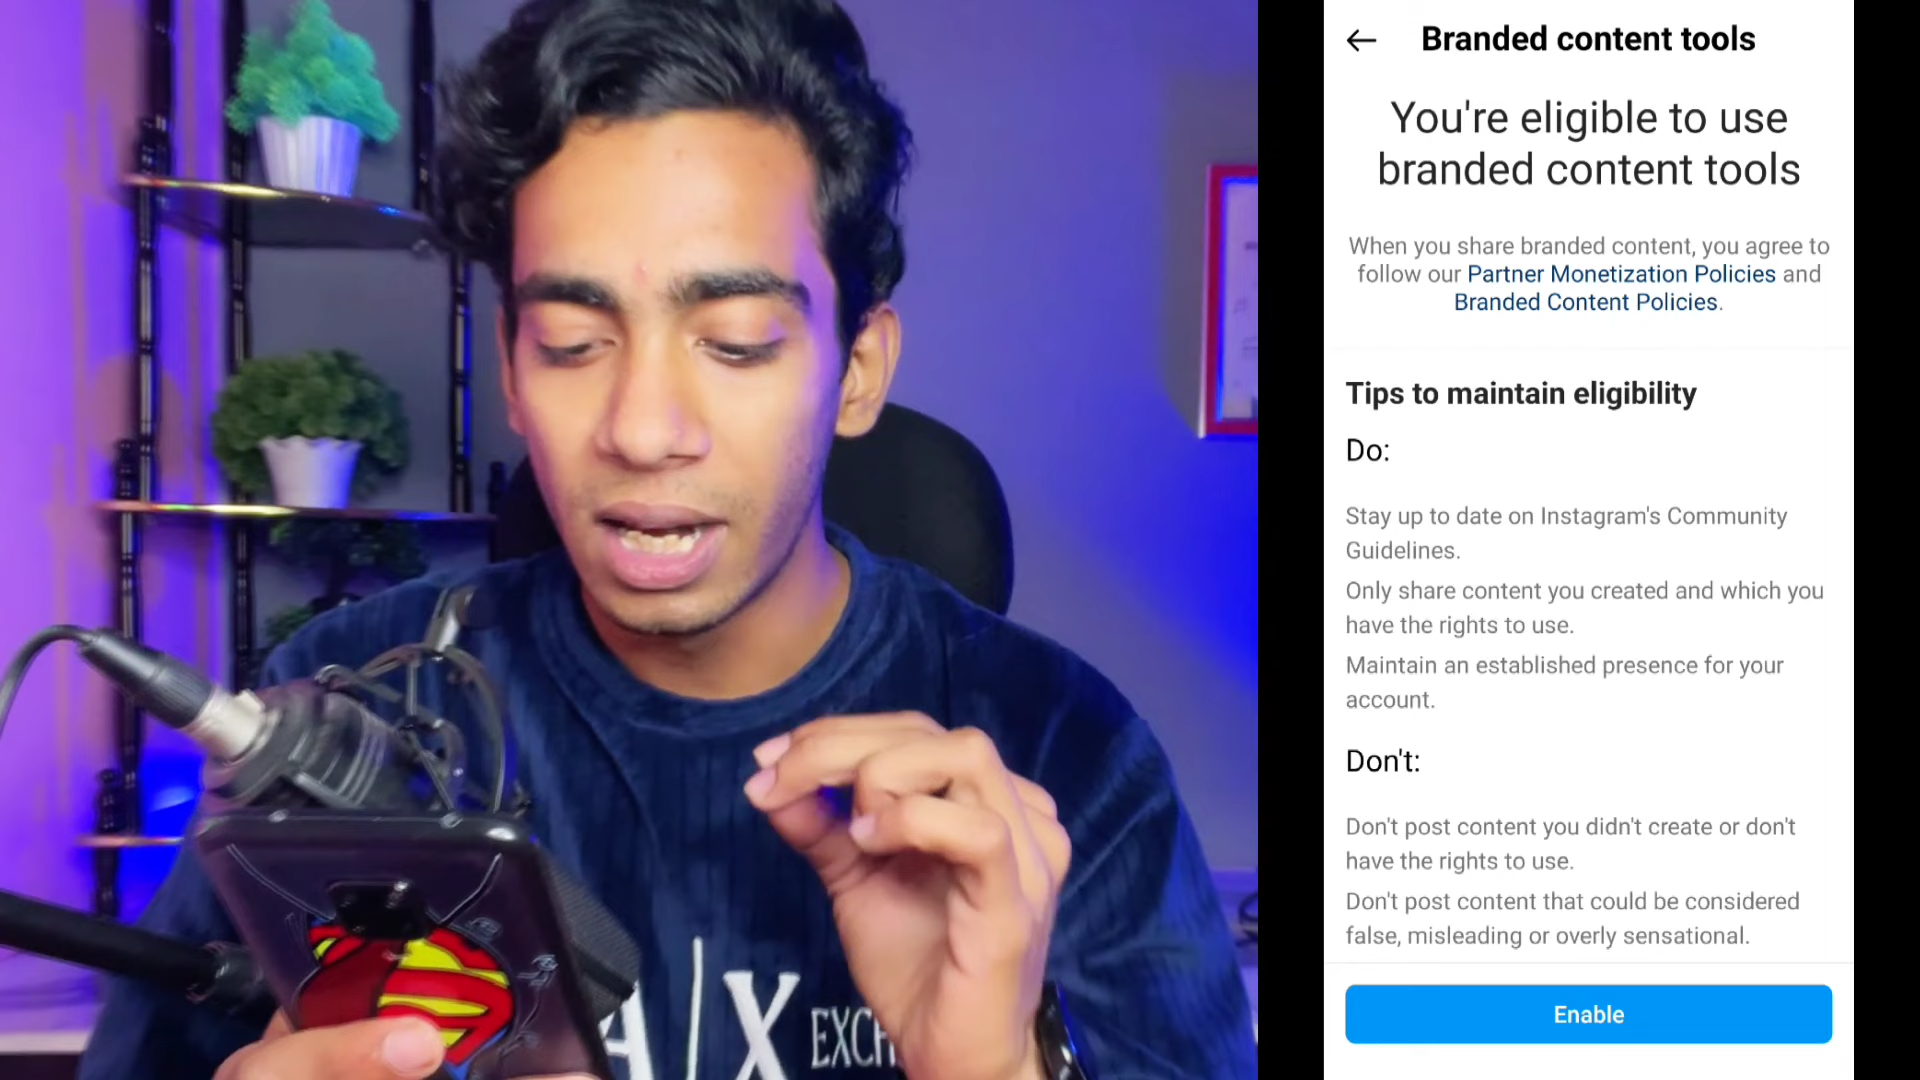 Branded content tools
You're eligible to use
branded content tools
When you share branded content, you agree to
follow our Partner Monetization Policies and
Branded Content Policies.
Tips to maintain eligibility
Do:
Stay up to date on Instagram's Community
Guidelines.
Only share content you created and which you
have the rights to use.
Maintain an established presence for your
account.
Don't:
Don't post content you didn't create or don't
have the rights to use.
Don't post content that could be considered
false, misleading or overly sensational.
Enable
A/X